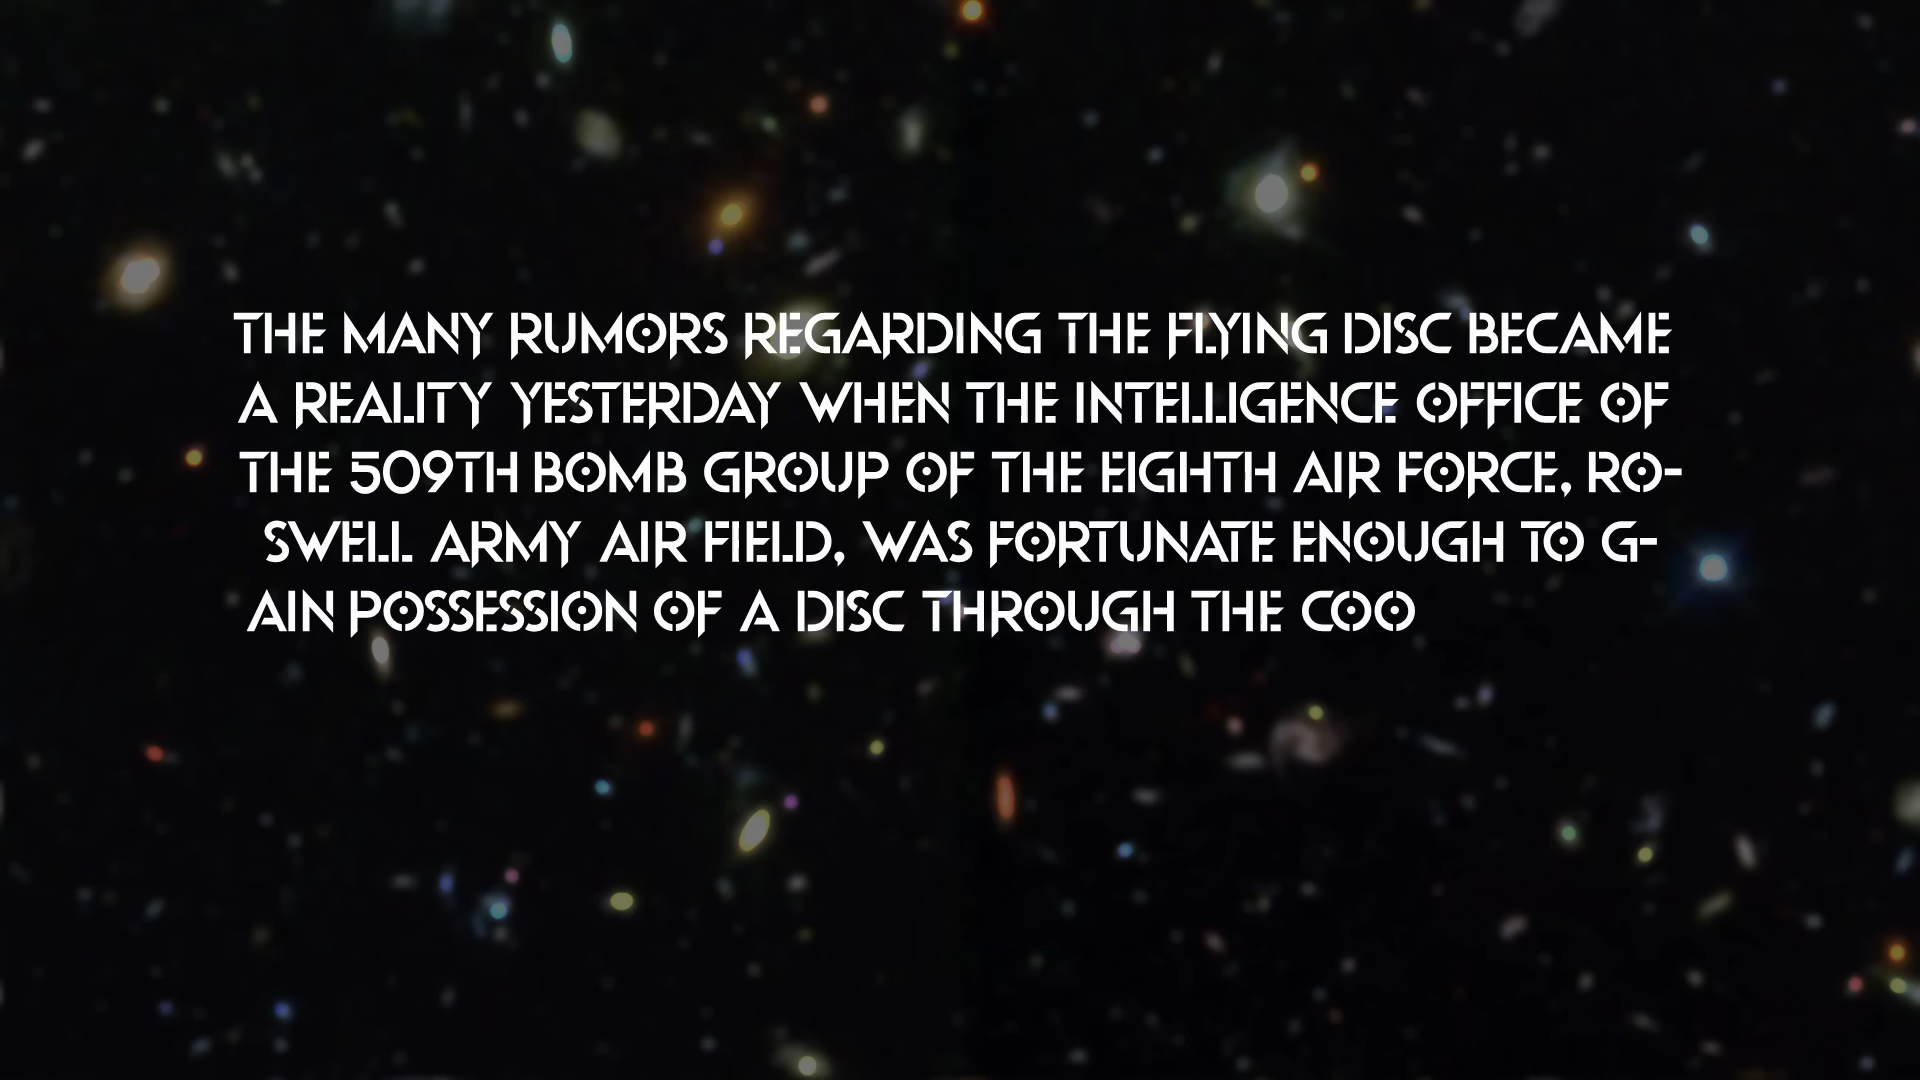 THE MANY RUMORS REGARDING THE FLYING DISC BECAME
A REALITY YESTERDAY WHEN THE INTELLIGENCE OFFICE OF
THE 509TH BOMB GROUP OF THE EIGHTH AIR FORCE, RO-
SWELL ARMY AIR FIELD, WAS FORTUNATE ENOUGH TO G-
AIN POSSESSION OF A DISC THROUGH THE COO